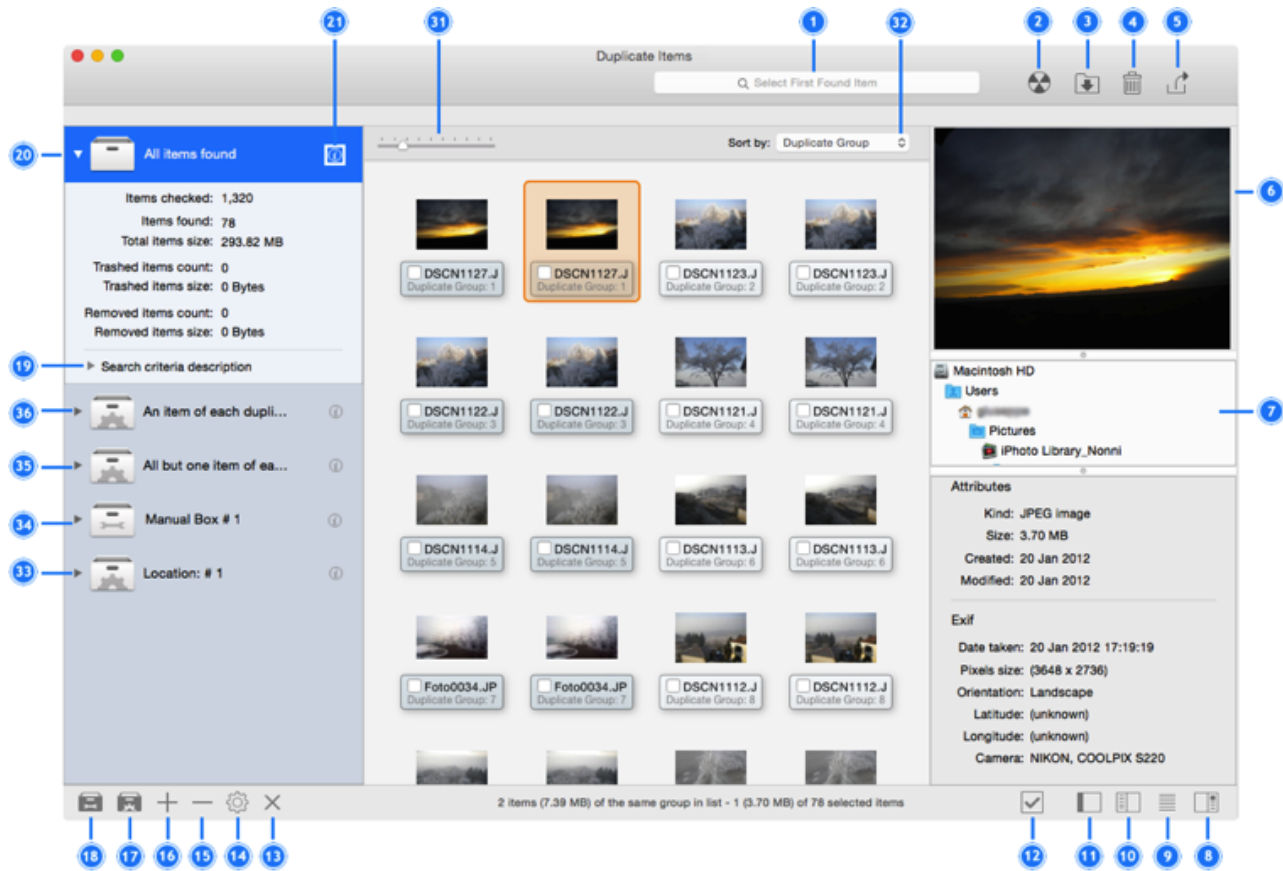 21
31
1
32
2
3
4
5
Duplicate Items
Select First Found Item
20
All items found
Sort by: Duplicate Group
6
Items checked: 1,320
Items found: 78
Total items size: 293.82 MB
Trashed items count: 0
Trashed items size: 0 Bytes
Removed items count: 0
Removed items size: 0 Bytes
19
Search criteria description
36
An item of each dupli...
35
All but one item of ea...
34
Manual Box # 1
33
Location: # 1
DSCN1127.J
Duplicate Group: 1
DSCN1127.J
Duplicate Group: 1
DSCN1123.J
Duplicate Group: 2
DSCN1123.J
Duplicate Group: 2
DSCN1122.J
Duplicate Group: 3
DSCN1122.J
Duplicate Group: 3
DSCN1121.J
Duplicate Group: 4
DSCN1121.J
Duplicate Group: 4
DSCN1114.J
Duplicate Group: 5
DSCN1114.J
Duplicate Group: 5
DSCN1113.J
Duplicate Group: 6
DSCN1113.J
Duplicate Group: 6
Foto0034.JP
Duplicate Group: 7
Foto0034.JP
Duplicate Group: 7
DSCN1112.J
Duplicate Group: 8
DSCN1112.J
Duplicate Group: 8
Macintosh HD
Users
7
Pictures
iPhoto Library_Nonni
Attributes
Kind: JPEG image
Size: 3.70 MB
Created: 20 Jan 2012
Modified: 20 Jan 2012
Exif
Date taken: 20 Jan 2012 17:19:19
Pixels size: (3648 x 2736)
Orientation: Landscape
Latitude: (unknown)
Longitude: (unknown)
Camera: NIKON, COOLPIX S220
2 items (7.39 MB) of the same group in list - 1 (3.70 MB) of 78 selected items
18
17
16
15
14
13
12
11
10
9
8